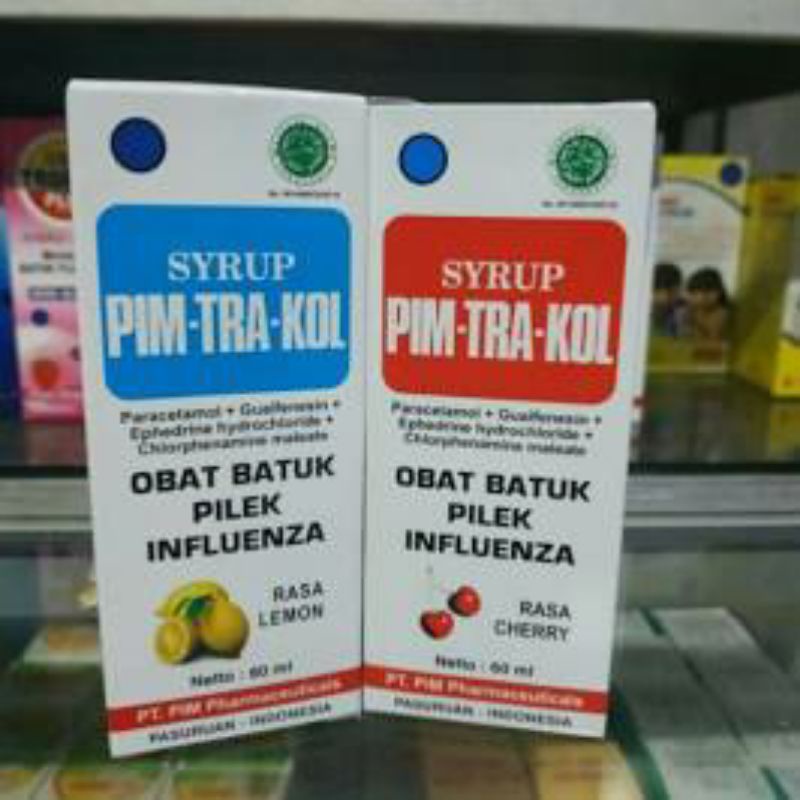 SYRUP
PIM-TRA-KOL
Paracetamol + Guaifenesin +
Ephedrine hydrochloride +
Chlorphenamine maleate
OBAT BATUK
PILEK
INFLUENZA
RASA
LEMON
Netto : 60 ml
PT. PIM Pharmaceuticals
PASURUAN - INDONESIA
SYRUP
PIM-TRA-KOL
Paracetamol + Guaifenesin +
Ephedrine hydrochloride +
Chlorphenamine maleate
OBAT BATUK
PILEK
INFLUENZA
RASA
CHERRY
Netto : 60 ml
PT. PIM Pharmaceuticals
PASURUAN - INDONESIA